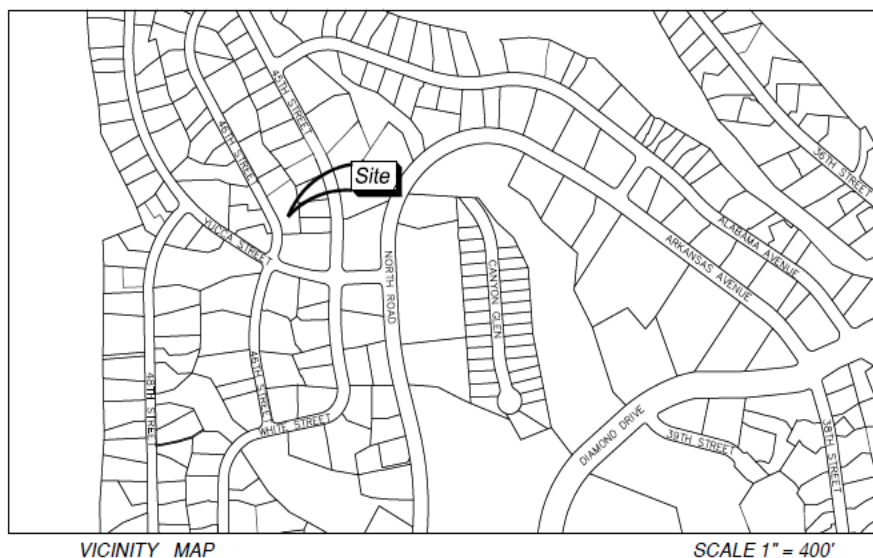 45TH STREET
46TH STREET
36TH STREET
Site
YUCCA STREET
NORTH ROAD
CANYON GLEN
ALABAMA AVENUE
ARKANSAS AVENUE
48TH STREET
46TH STREET
WHITE STREET
DIAMOND DRIVE
39TH STREET
38TH STREET
VICINITY MAP
SCALE 1" = 400'